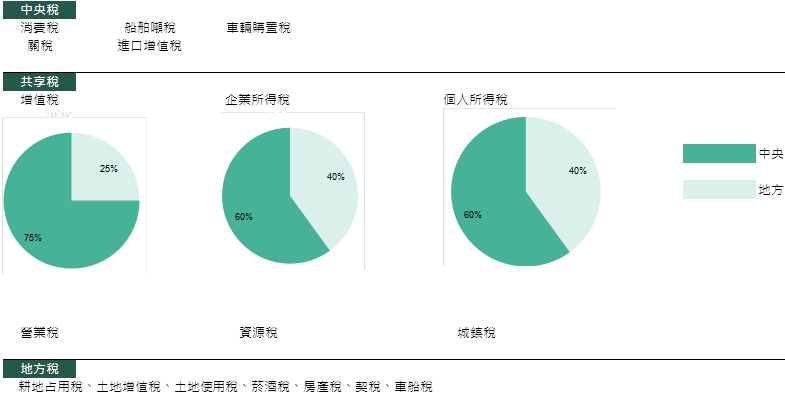 中央稅
消費稅 船舶噸稅 車輛購置稅
關稅 進口增值稅
共享稅
增值稅 企業所得稅 個人所得稅
25%
75%
40%
60%
40%
60%
中央
地方
營業稅 資源稅 城鎮稅
地方稅
耕地占用稅、土地增值稅、土地使用稅、菸酒稅、房產稅、契稅、車船稅